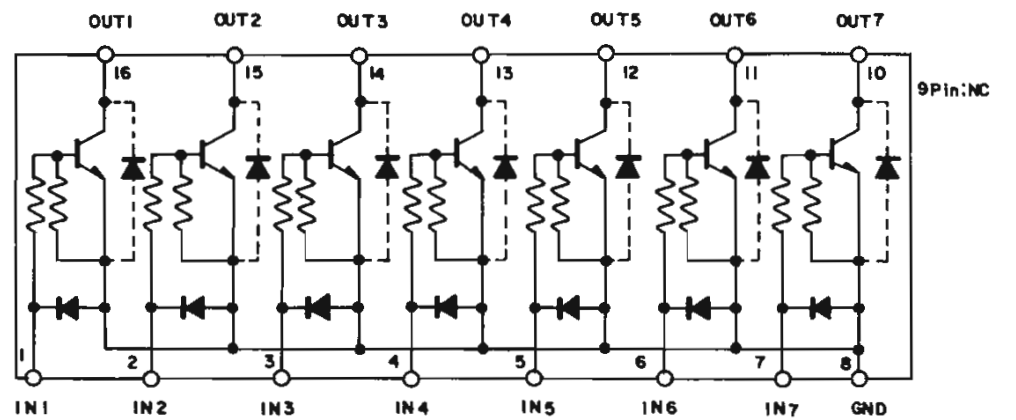 OUT1 OUT2 OUT3 OUT4 OUT5 OUT6 OUT7
16 15 14 13 12 11 10
9Pin:NC
1 2 3 4 5 6 7 8
IN1 IN2 IN3 IN4 IN5 IN6 IN7 GND